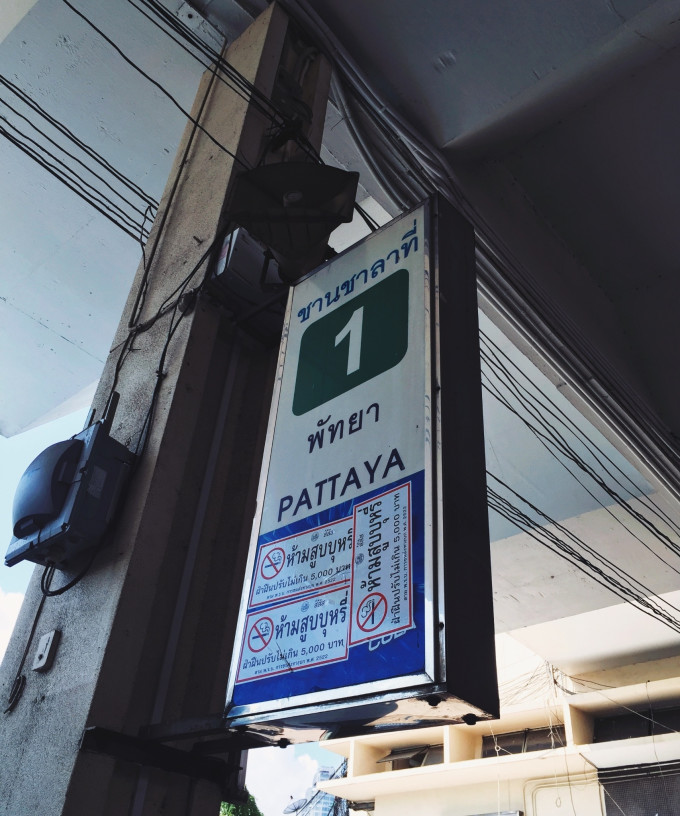 ชานชาลาที่
1
พัทยา
PATTAYA
ห้ามสูบบุหรี่
ฝ่าฝืนปรับไม่เกิน 5,000 บาท
ห้ามสูบบุหรี่
ฝ่าฝืนปรับไม่เกิน 5,000 บาท
ห้ามสูบบุหรี่
ฝ่าฝืนปรับไม่เกิน 5,000 บาท